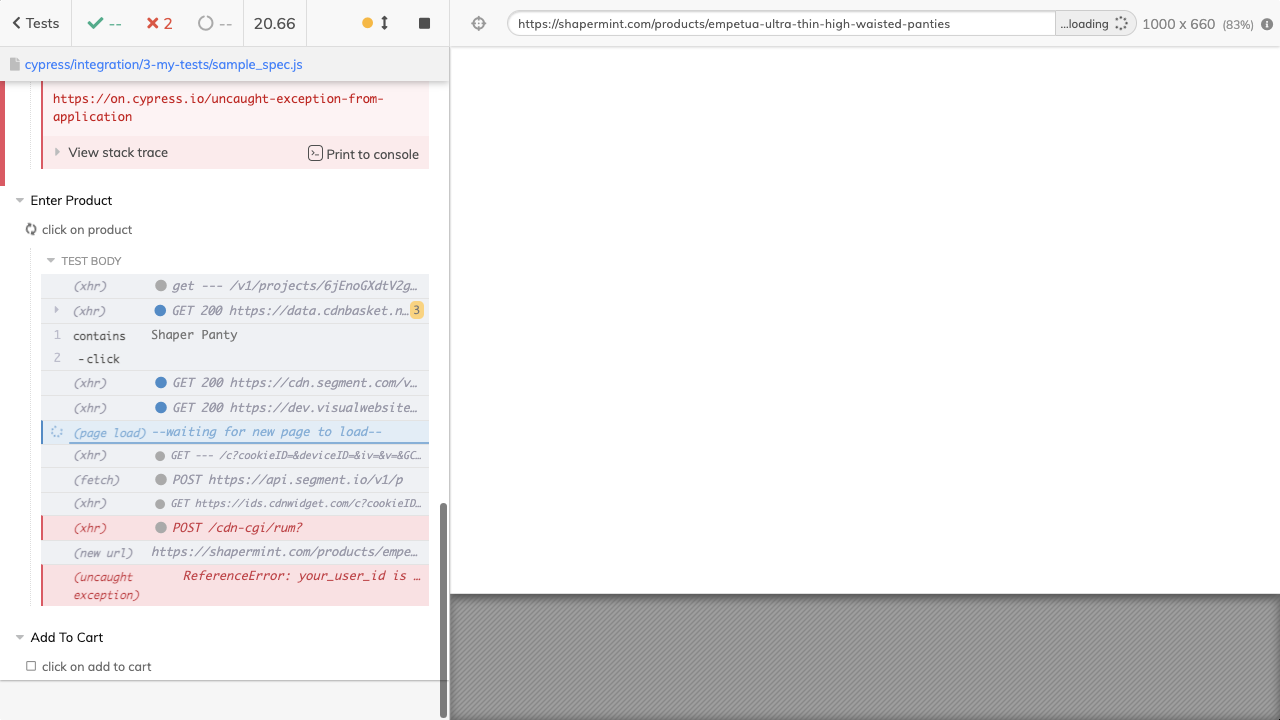 Tests
--
2
--
20.66
https://shapermint.com/products/empetua-ultra-thin-high-waisted-panties
...loading
1000 x 660 (83%)
cypress/integration/3-my-tests/sample_spec.js
https://on.cypress.io/uncaught-exception-from-
application
View stack trace
Print to console
Enter Product
click on product
TEST BODY
(xhr) get --- /v1/projects/6jEnoGXdtV2g...
(xhr) GET 200 https://data.cdnbasket.n... 3
1 contains Shaper Panty
2 -click
(xhr) GET 200 https://cdn.segment.com/v...
(xhr) GET 200 https://dev.visualwebsite...
(page load) --waiting for new page to load--
(xhr) GET --- /c?cookieID=&deviceID=&iv=&v=&GC...
(fetch) POST https://api.segment.io/v1/p
(xhr) GET https://ids.cdnwidget.com/c?cookieID...
(xhr) POST /cdn-cgi/rum?
(new url) https://shapermint.com/products/empe...
(uncaught ReferenceError: your_user_id is ...
exception)
Add To Cart
click on add to cart